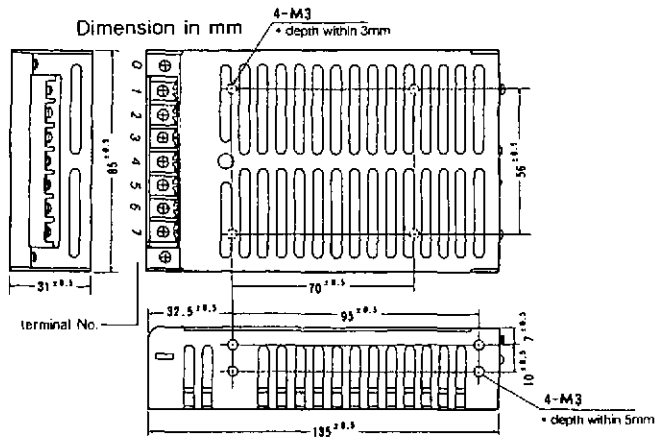 Dimension in mm
4-M3
• depth within 3mm
0
1
2
3
4
5
6
7
85±0.5
56±0.5
31±0.5
70±0.5
terminal No.
32.5±0.5
95±0.5
7±0.5
10±0.5
4-M3
• depth within 5mm
135±0.5